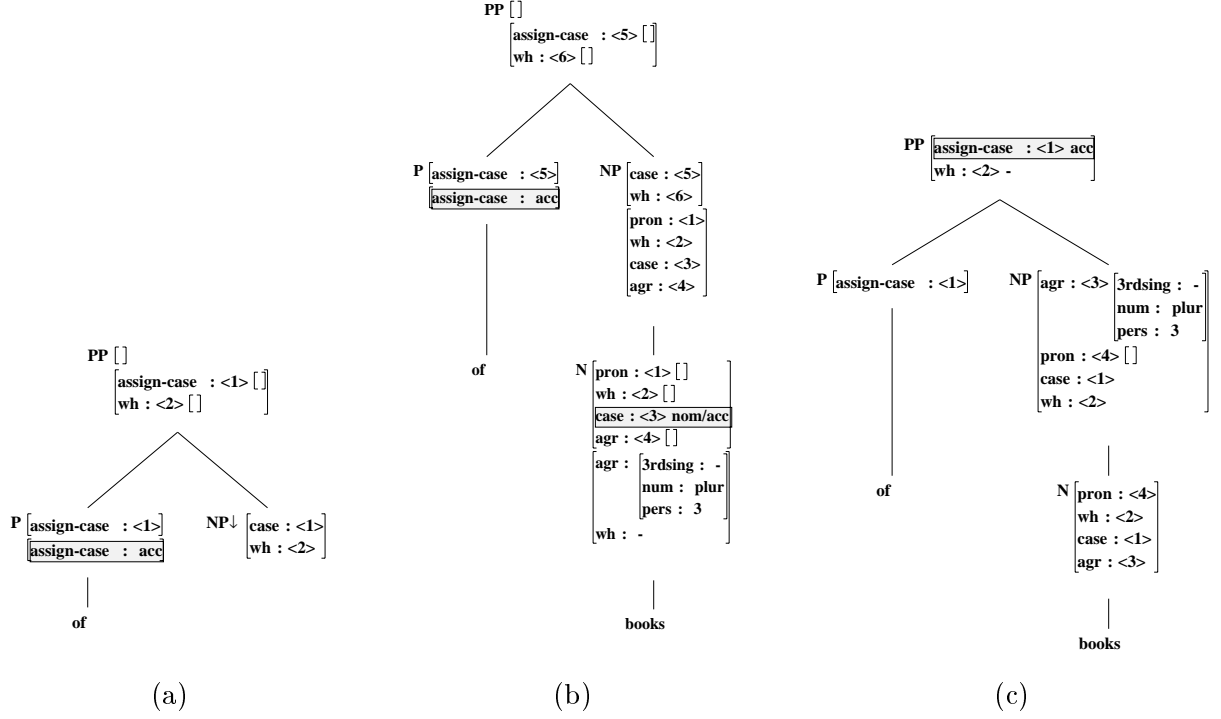 PP []
[assign-case : <1> []
wh : <2> []]
P [assign-case : <1>]
[assign-case : acc]
NP↓ [case : <1>
wh : <2>]
of
(a)
PP []
[assign-case : <5> []
wh : <6> []]
P [assign-case : <5>]
[assign-case : acc]
NP [case : <5>
wh : <6>]
[pron : <1>
wh : <2>
case : <3>
agr : <4>]
of
N [pron : <1> []
wh : <2> []
case : <3> nom/acc
agr : <4> []]
[agr : [3rdsing : -
num : plur
pers : 3]
wh : -]
books
(b)
PP [assign-case : <1> acc
wh : <2> -]
P [assign-case : <1>]
NP [agr : <3> [3rdsing : -
num : plur
pers : 3]
pron : <4> []
case : <1>
wh : <2>]
of
N [pron : <4>
wh : <2>
case : <1>
agr : <3>]
books
(c)